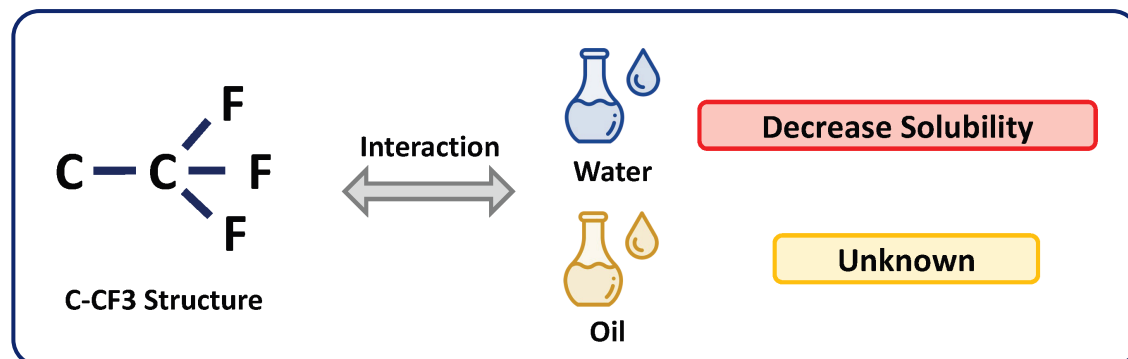 F
C C F
F
C-CF3 Structure
Interaction
Water
Decrease Solubility
Oil
Unknown